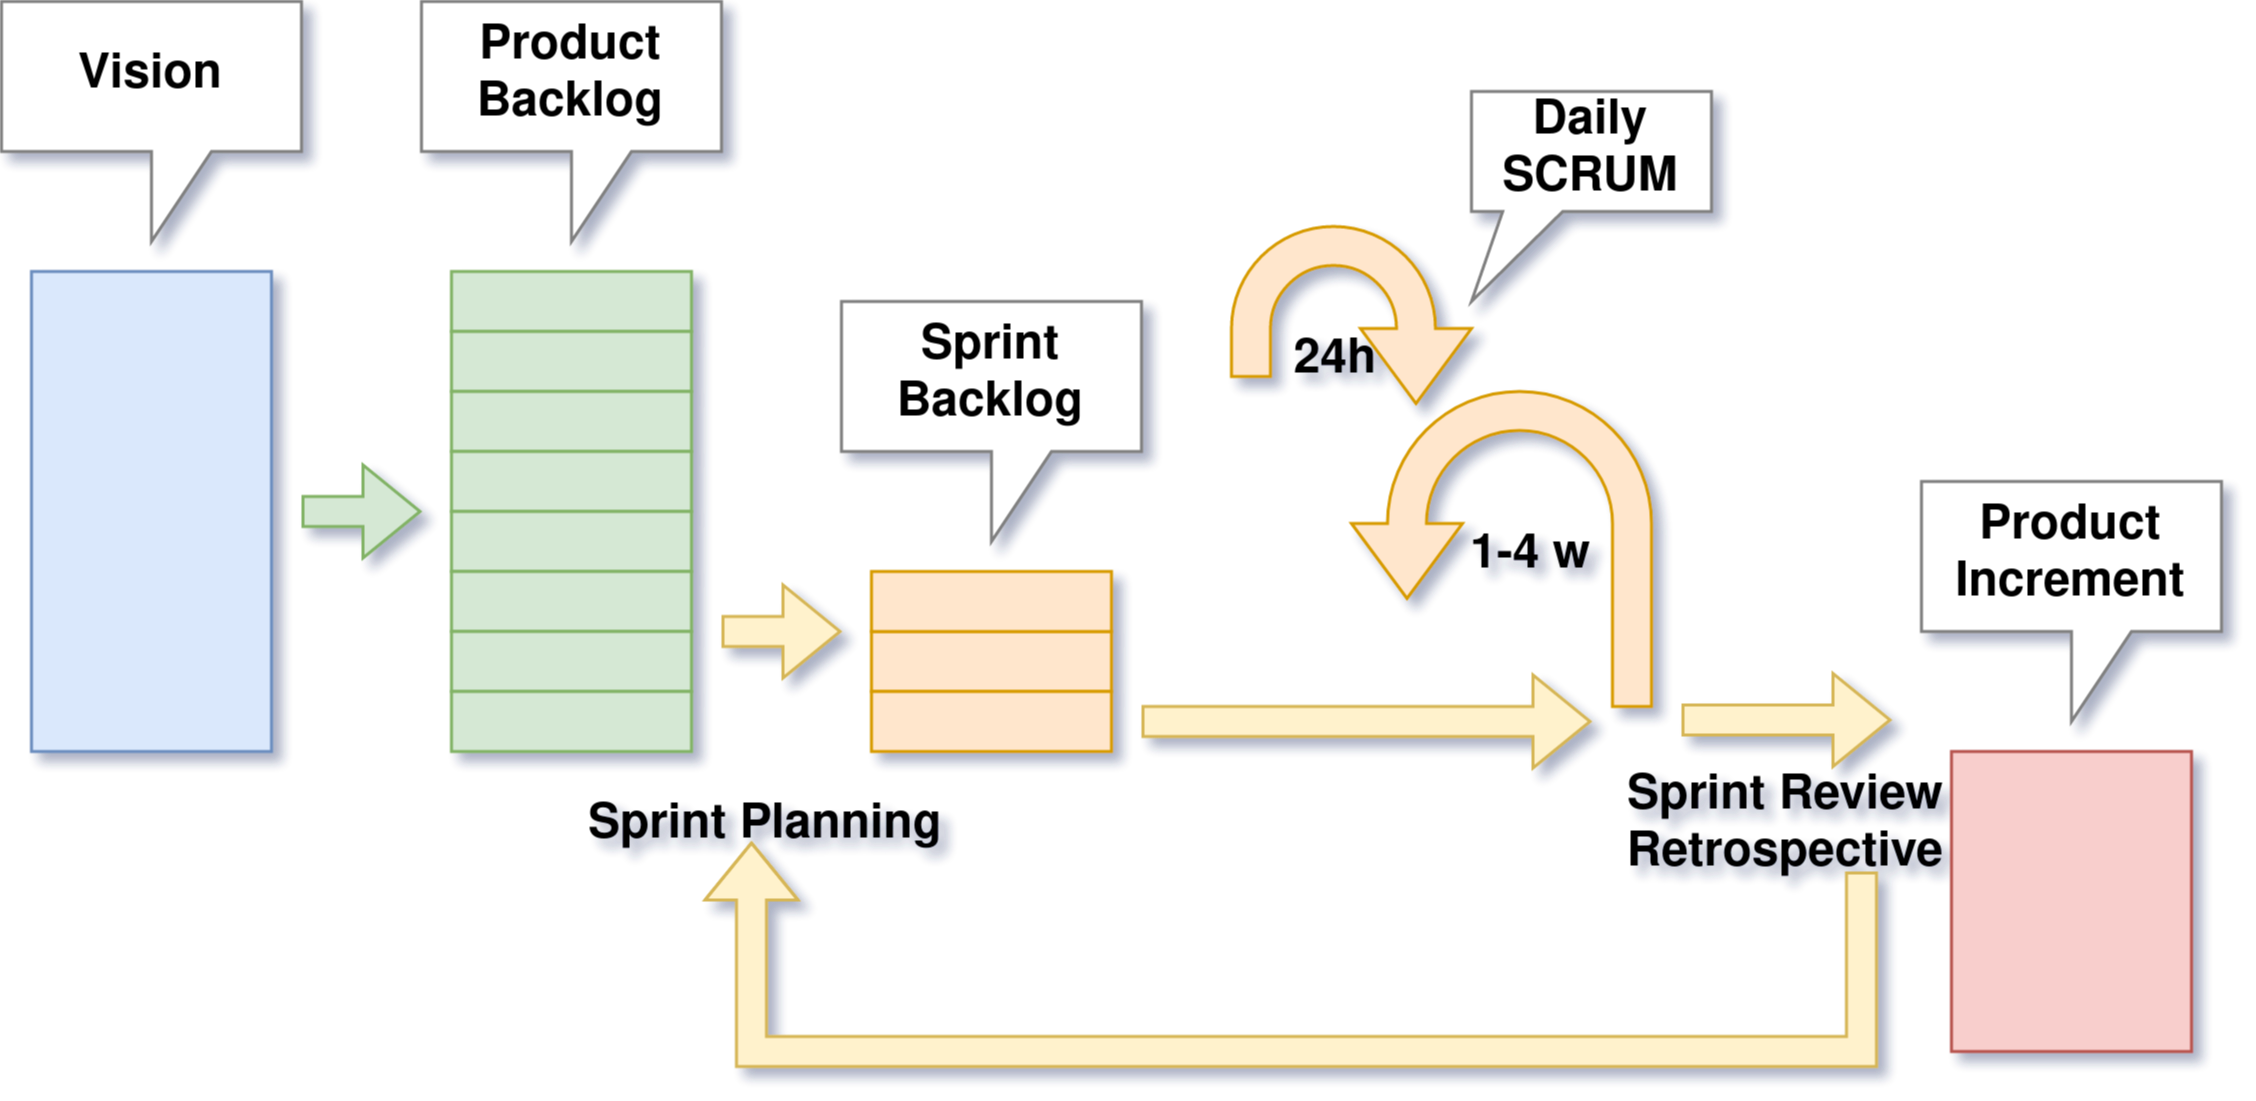 Vision
Product
Backlog
Daily
SCRUM
24h
Sprint
Backlog
1-4 w
Product
Increment
Sprint Planning
Sprint Review
Retrospective